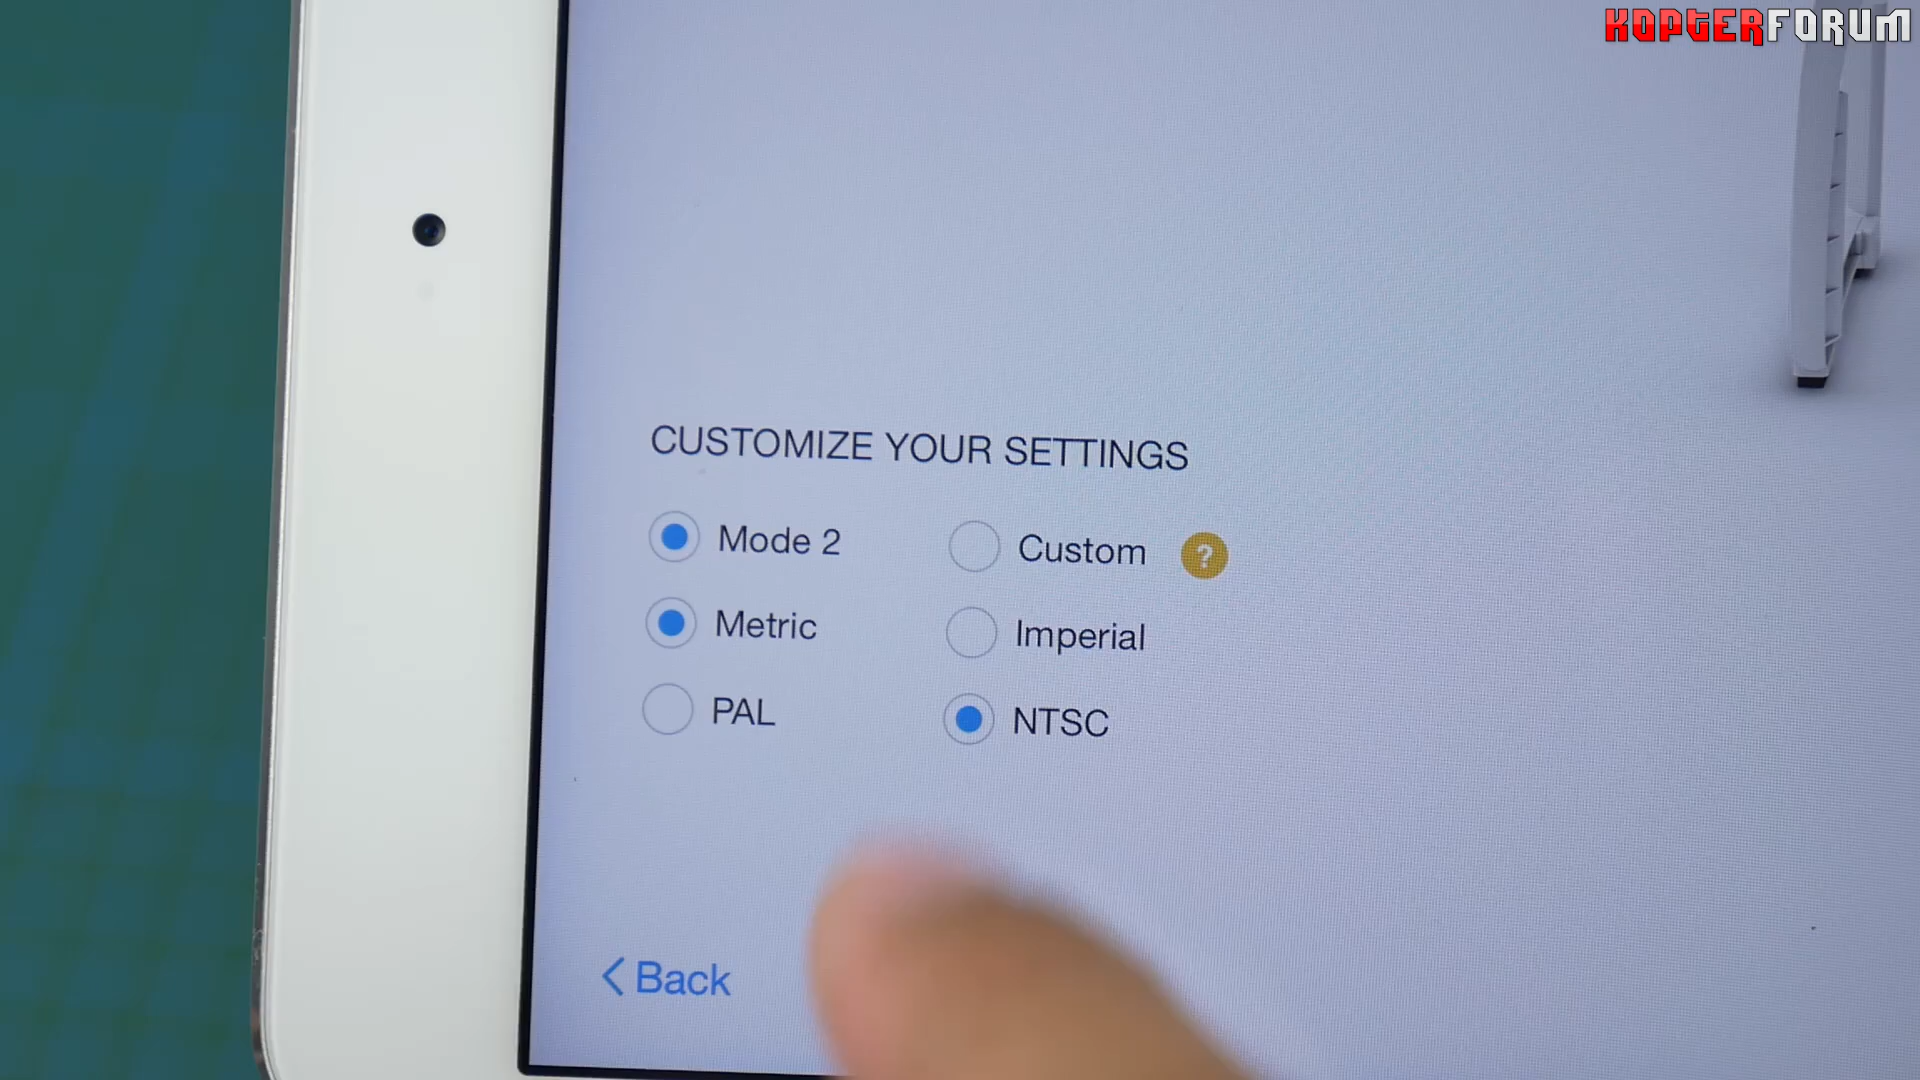 KOPTERFORUM
CUSTOMIZE YOUR SETTINGS
Mode 2 Custom ?
Metric Imperial
PAL NTSC
Back